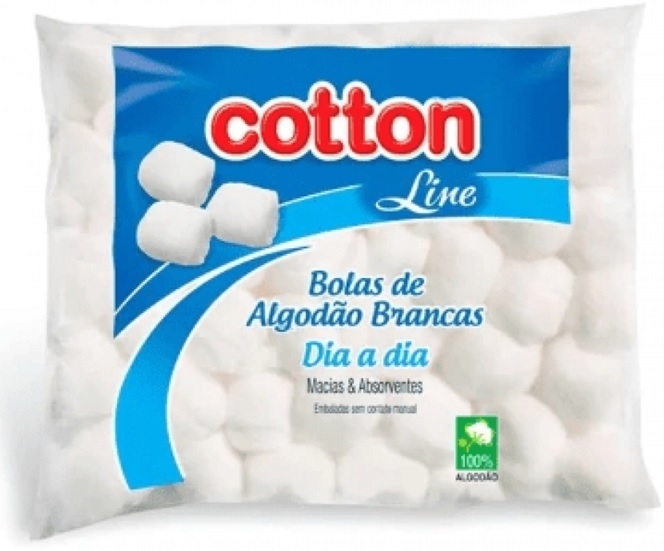 cotton
Line
Bolas de
Algodão Brancas
Dia a dia
Macias & Absorventes
Embaladas sem contato manual
100%
ALGODÃO